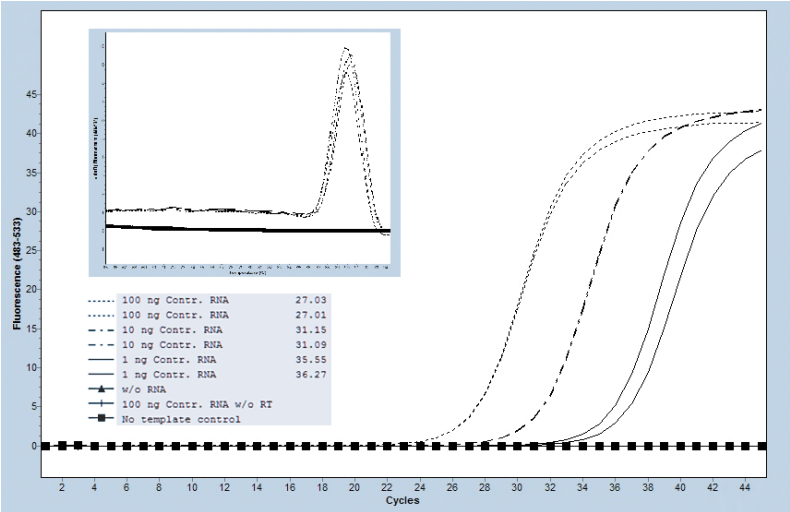 45
40
35
30
25
20
15
10
5
0
Fluorescence (483-533)
Temperature (°C)
100 ng Contr. RNA 27.03
100 ng Contr. RNA 27.01
10 ng Contr. RNA 31.15
10 ng Contr. RNA 31.09
1 ng Contr. RNA 35.55
1 ng Contr. RNA 36.27
w/o RNA
100 ng Contr. RNA w/o RT
No template control
2 4 6 8 10 12 14 16 18 20 22 24 26 28 30 32 34 36 38 40 42 44
Cycles